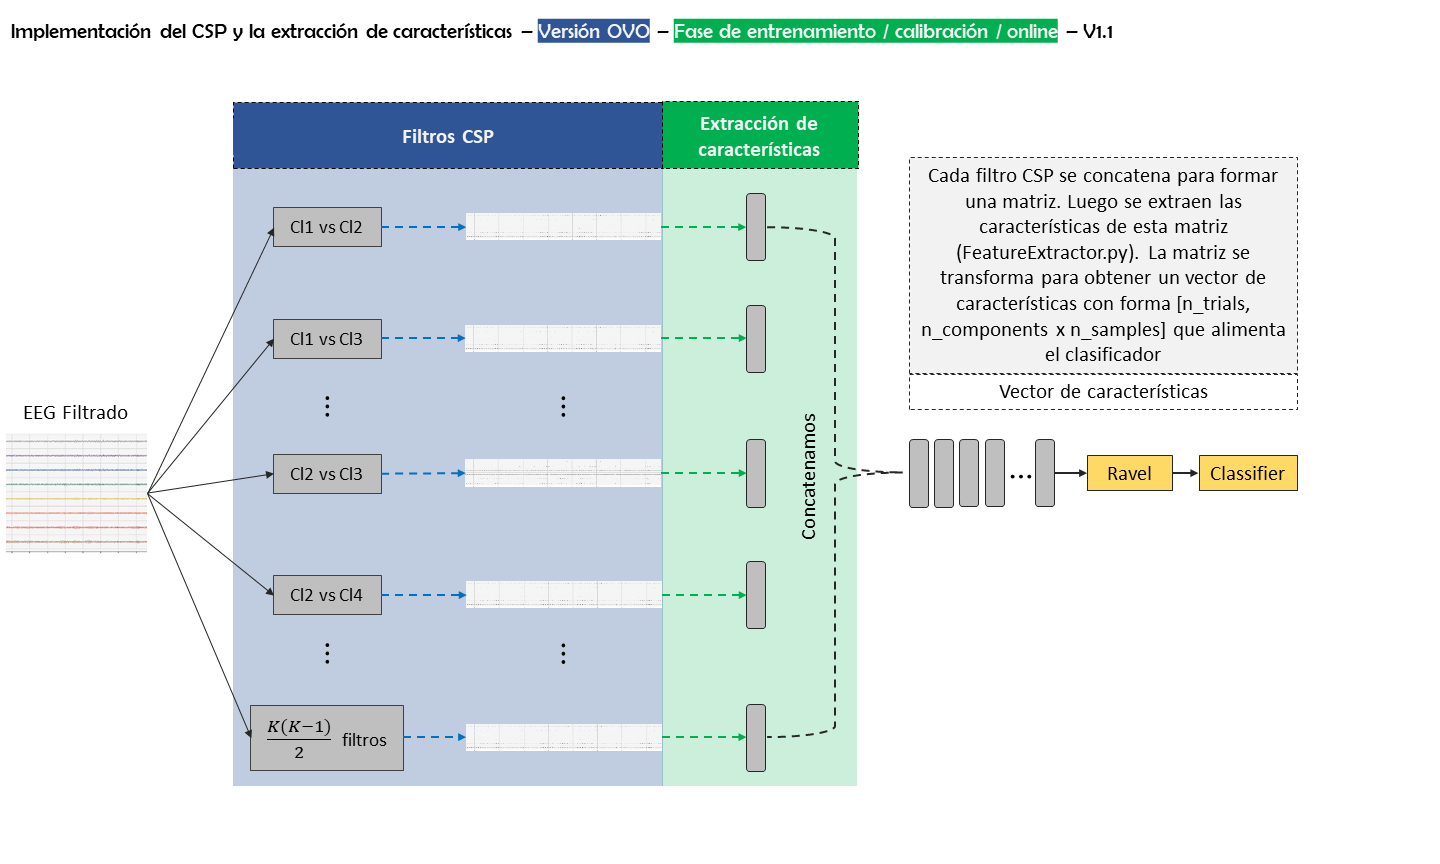 Implementación del CSP y la extracción de características – Versión OVO – Fase de entrenamiento / calibración / online – V1.1
Filtros CSP
Extracción de
características
Cada filtro CSP se concatena para formar
una matriz. Luego se extraen las
características de esta matriz
(FeatureExtractor.py). La matriz se
transforma para obtener un vector de
características con forma [n_trials,
n_components x n_samples] que alimenta
el clasificador
Vector de características
EEG Filtrado
Cl1 vs Cl2
Cl1 vs Cl3
⋮ ⋮
Cl2 vs Cl3
Cl2 vs Cl4
⋮ ⋮
K(K−1)
2
filtros
Concatenamos
...
Ravel
Classifier